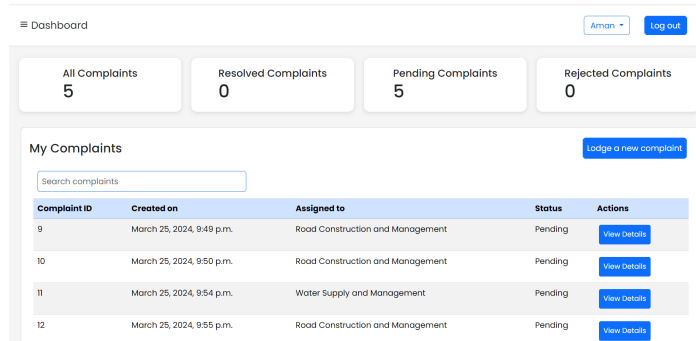 ≡ Dashboard Aman Log out
All Complaints Resolved Complaints Pending Complaints Rejected Complaints
5 0 5 0
My Complaints Lodge a new complaint
Search complaints
Complaint ID Created on Assigned to Status Actions
9 March 25, 2024, 9:49 p.m. Road Construction and Management Pending View Details
10 March 25, 2024, 9:50 p.m. Road Construction and Management Pending View Details
11 March 25, 2024, 9:54 p.m. Water Supply and Management Pending View Details
12 March 25, 2024, 9:55 p.m. Road Construction and Management Pending View Details